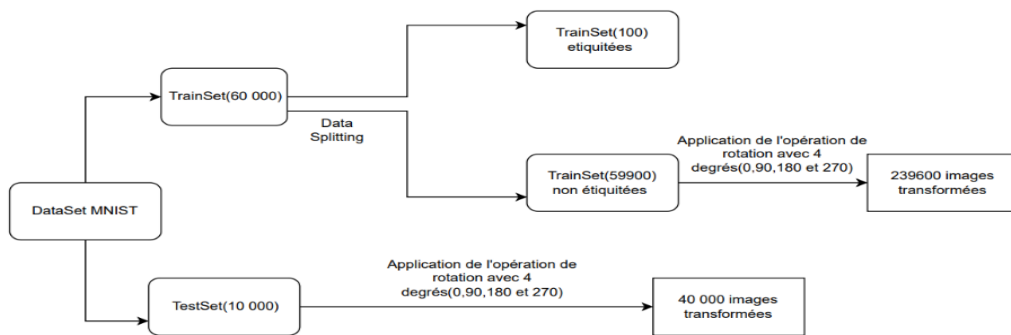 TrainSet(100)
etiquitées
TrainSet(60 000)
Data
Splitting
Application de l'opération de
rotation avec 4
degrés(0,90,180 et 270)
TrainSet(59900)
non étiquitées
239600 images
transformées
DataSet MNIST
Application de l'opération de
rotation avec 4
degrés(0,90,180 et 270)
TestSet(10 000)
40 000 images
transformées